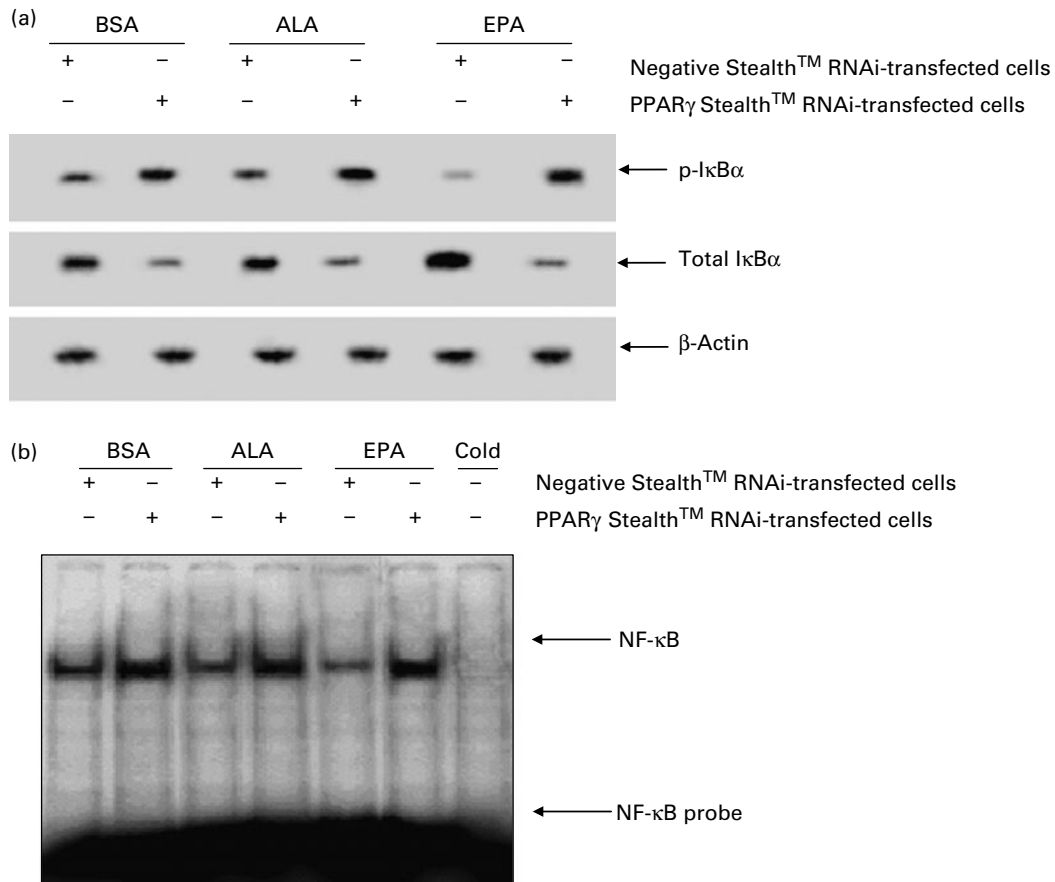 (a)
BSA ALA EPA
+ − + − + − Negative Stealth™ RNAi-transfected cells
− + − + − + PPARγ Stealth™ RNAi-transfected cells
p-IκBα
Total IκBα
β-Actin
(b)
BSA ALA EPA Cold
+ − + − + − − Negative Stealth™ RNAi-transfected cells
− + − + − + − PPARγ Stealth™ RNAi-transfected cells
NF-κB
NF-κB probe